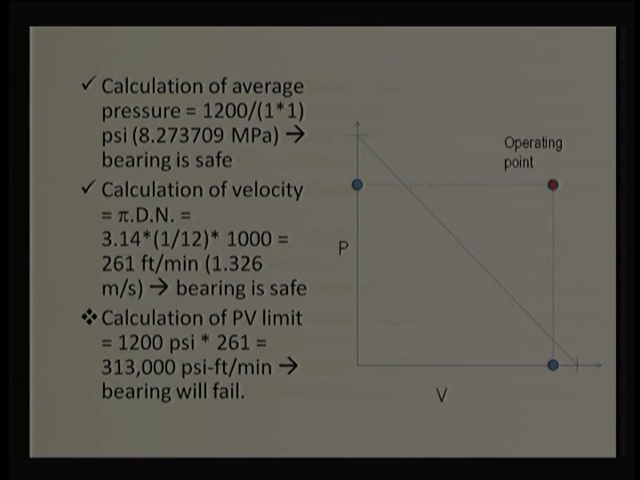 ✓ Calculation of average
pressure = 1200/(1*1)
psi (8.273709 MPa) →
bearing is safe
✓ Calculation of velocity
= π.D.N. =
3.14*(1/12)* 1000 =
261 ft/min (1.326
m/s) → bearing is safe
❖ Calculation of PV limit
= 1200 psi * 261 =
313,000 psi-ft/min →
bearing will fail.
Operating
point
P
V